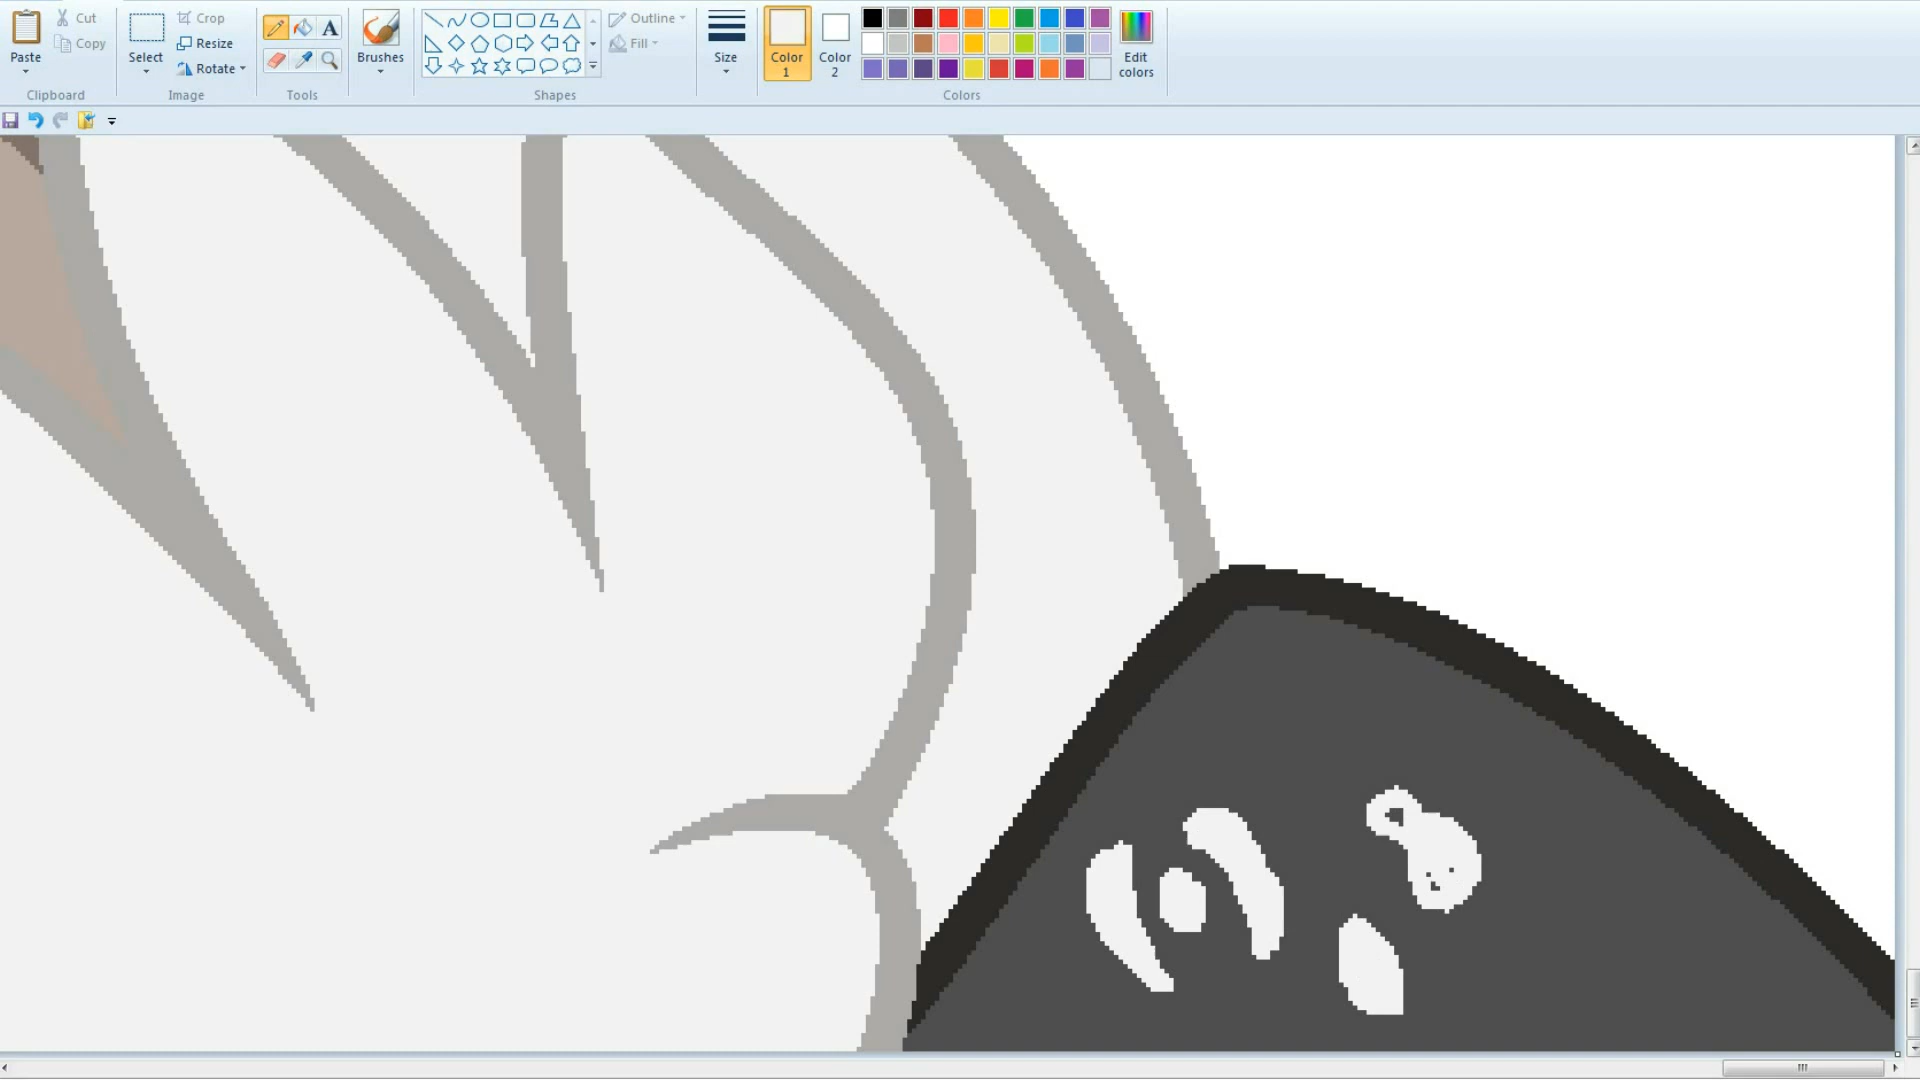 Paste
Cut
Copy
Clipboard
Select
Crop
Resize
Rotate
Image
A
Tools
Brushes
Outline
Fill
Shapes
Size
Color
1
Color
2
Edit
colors
Colors